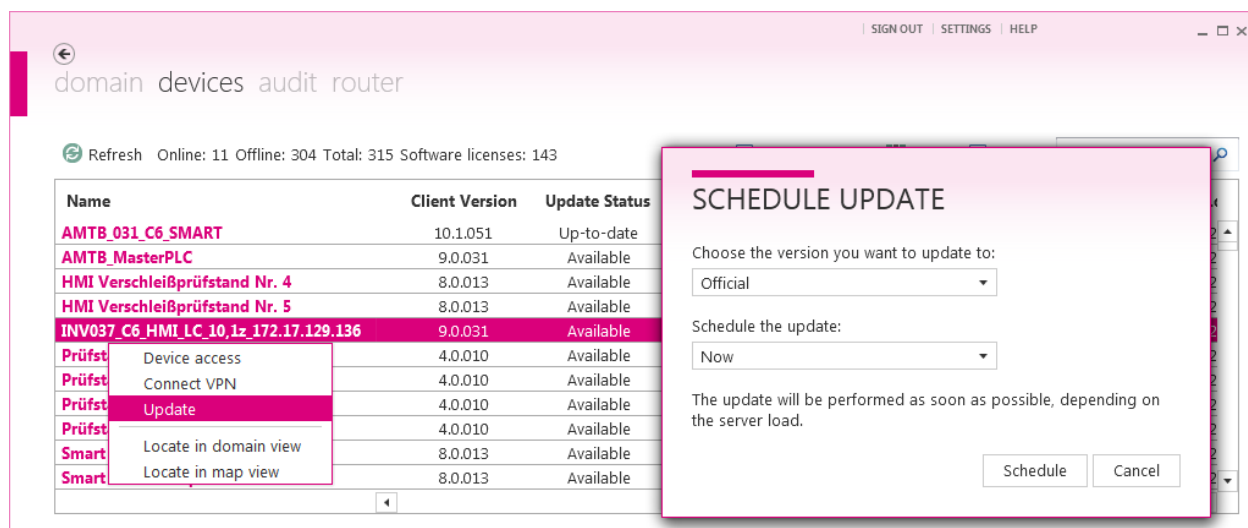 SIGN OUT SETTINGS HELP
domain devices audit router
Refresh Online: 11 Offline: 304 Total: 315 Software licenses: 143
Name Client Version Update Status
AMTB_031_C6_SMART 10.1.051 Up-to-date
AMTB_MasterPLC 9.0.031 Available
HMI Verschleißprüfstand Nr. 4 8.0.013 Available
HMI Verschleißprüfstand Nr. 5 8.0.013 Available
INV037_C6_HMI_LC_10,1z_172.17.129.136 9.0.031 Available
Prüfst 4.0.010 Available
Prüfst 4.0.010 Available
Prüfst 4.0.010 Available
Prüfst 4.0.010 Available
Smart 8.0.013 Available
Smart 8.0.013 Available
Device access
Connect VPN
Update
Locate in domain view
Locate in map view
SCHEDULE UPDATE
Choose the version you want to update to:
Official
Schedule the update:
Now
The update will be performed as soon as possible, depending on
the server load.
Schedule Cancel